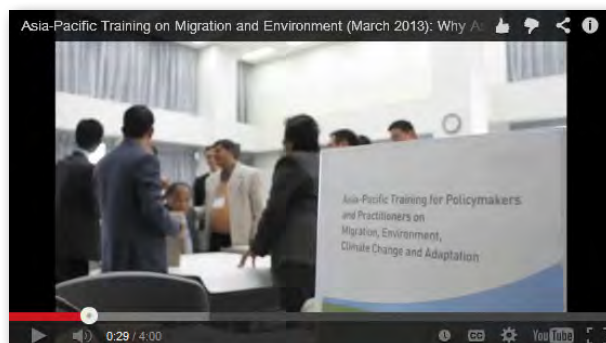 Asia-Pacific Training on Migration and Environment (March 2013): Why
Asia-Pacific Training for Policymakers
and Practitioners on
Migration, Environment,
Climate Change and Adaptation
0:29 / 4:00
CC
YouTube